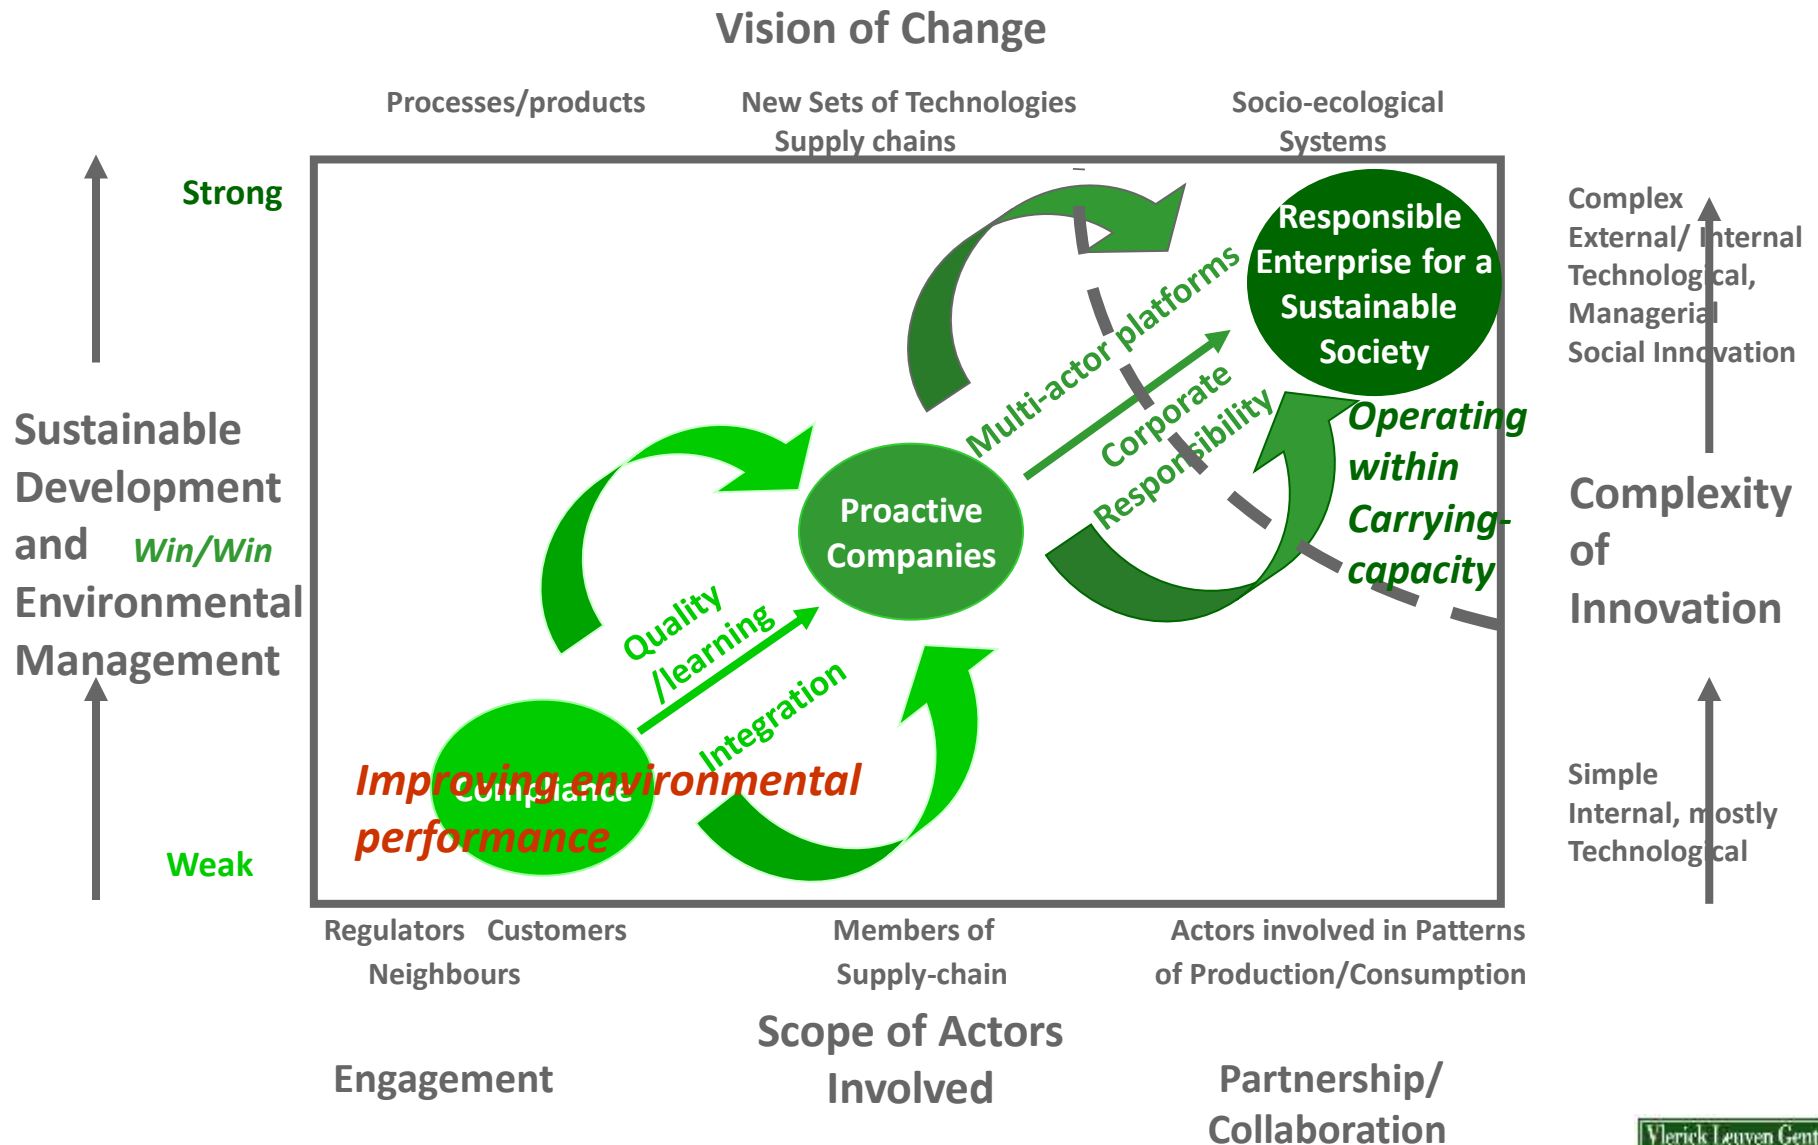 Vision of Change
Processes/products
New Sets of Technologies
Supply chains
Socio-ecological
Systems
Strong
Win/Win
Weak
Sustainable
Development
and
Environmental
Management
Responsible
Enterprise for a
Sustainable
Society
Multi-actor platforms
Corporate
Responsibility
Operating
within
Carrying-
capacity
Proactive
Companies
Quality
/learning
Integration
Compliance
Improving environmental
performance
Complex
External/ Internal
Technological,
Managerial
Social Innovation
Complexity
of
Innovation
Simple
Internal, mostly
Technological
Regulators Customers
Neighbours
Members of
Supply-chain
Actors involved in Patterns
of Production/Consumption
Scope of Actors
Involved
Engagement
Partnership/
Collaboration
Vlerick Leuven Gent